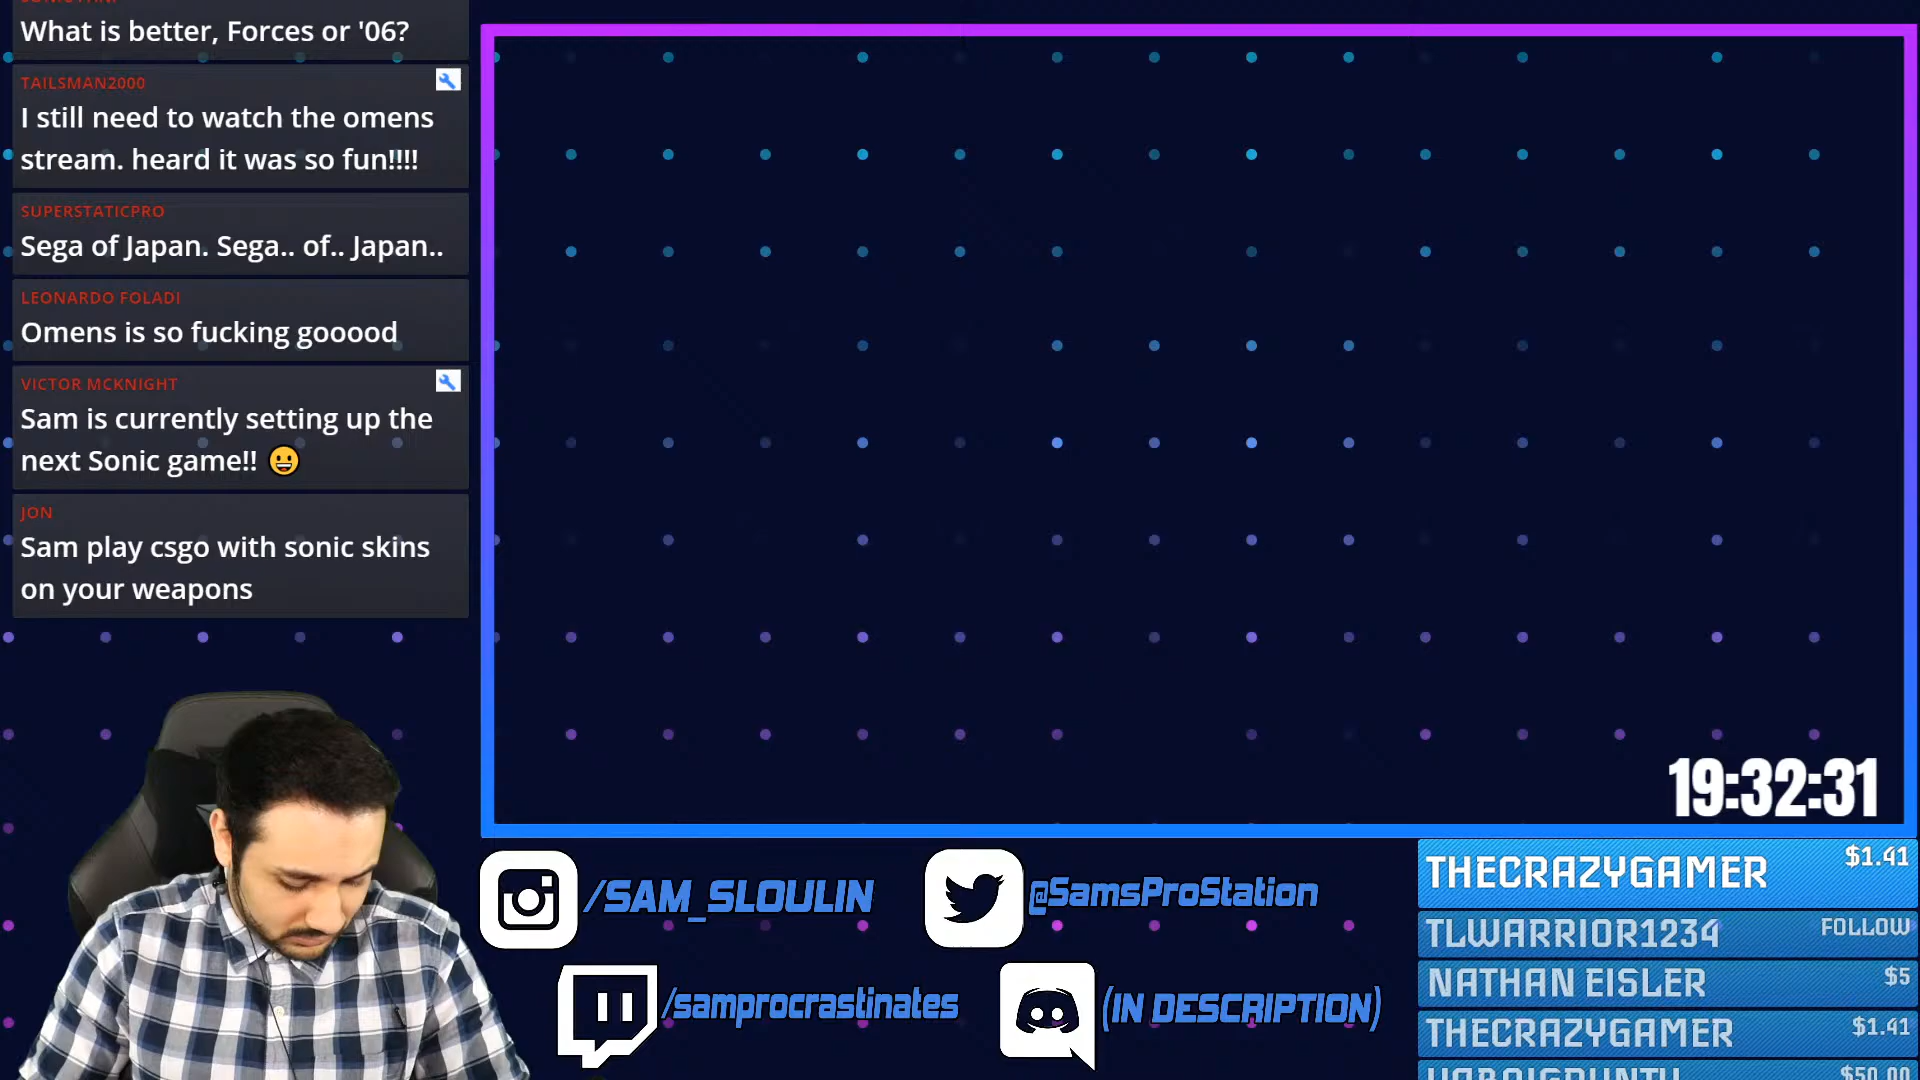 What is better, Forces or '06?
TAILSMAN2000
I still need to watch the omens
stream. heard it was so fun!!!!
SUPERSTATICPRO
Sega of Japan. Sega.. of.. Japan..
LEONARDO FOLADI
Omens is so fucking gooood
VICTOR MCKNIGHT
Sam is currently setting up the
next Sonic game!! 😀
JON
Sam play csgo with sonic skins
on your weapons
19:32:31
/SAM_SLOULIN
@SamsProStation
/samprocrastinates
(IN DESCRIPTION)
THECRAZYGAMER $1.41
TLWARRIOR1234 FOLLOW
NATHAN EISLER $5
THECRAZYGAMER $1.41
$50.00